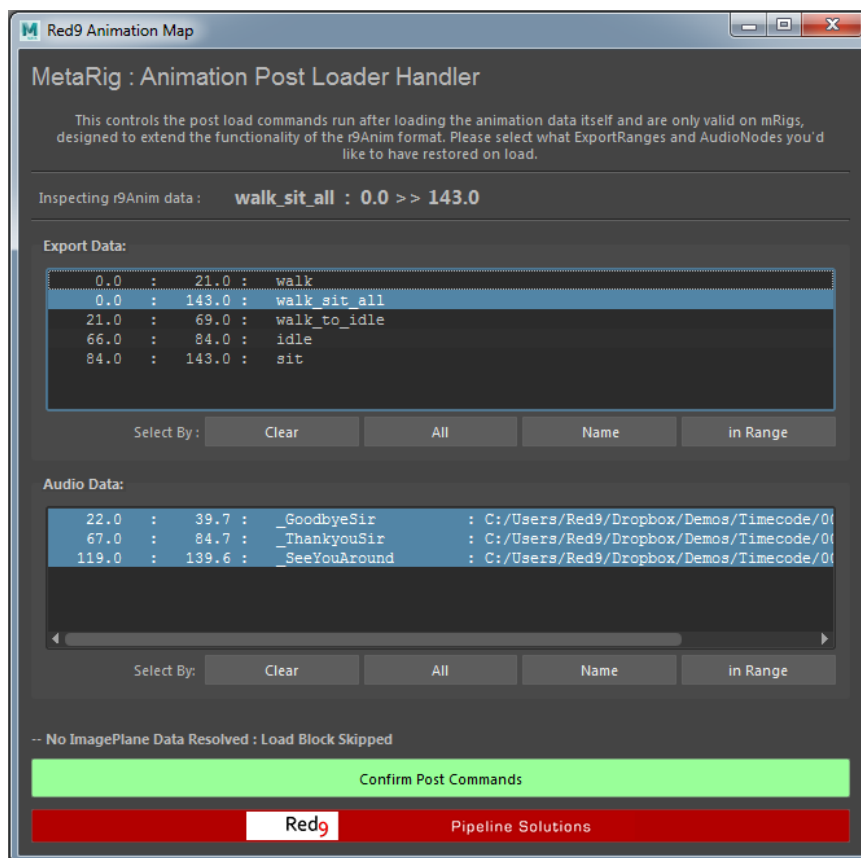 Red9 Animation Map
MetaRig : Animation Post Loader Handler
This controls the post load commands run after loading the animation data itself and are only valid on mRigs,
designed to extend the functionality of the r9Anim format. Please select what ExportRanges and AudioNodes you'd
like to have restored on load.
Inspecting r9Anim data : walk_sit_all : 0.0 >> 143.0
Export Data:
0.0 : 21.0 : walk
0.0 : 143.0 : walk_sit_all
21.0 : 69.0 : walk_to_idle
66.0 : 84.0 : idle
84.0 : 143.0 : sit
Select By : Clear All Name in Range
Audio Data:
22.0 : 39.7 : _GoodbyeSir : C:/Users/Red9/Dropbox/Demos/Timecode/00
67.0 : 84.7 : _ThankyouSir : C:/Users/Red9/Dropbox/Demos/Timecode/00
119.0 : 139.6 : _SeeYouAround : C:/Users/Red9/Dropbox/Demos/Timecode/00
Select By: Clear All Name in Range
-- No ImagePlane Data Resolved : Load Block Skipped
Confirm Post Commands
Red9 Pipeline Solutions